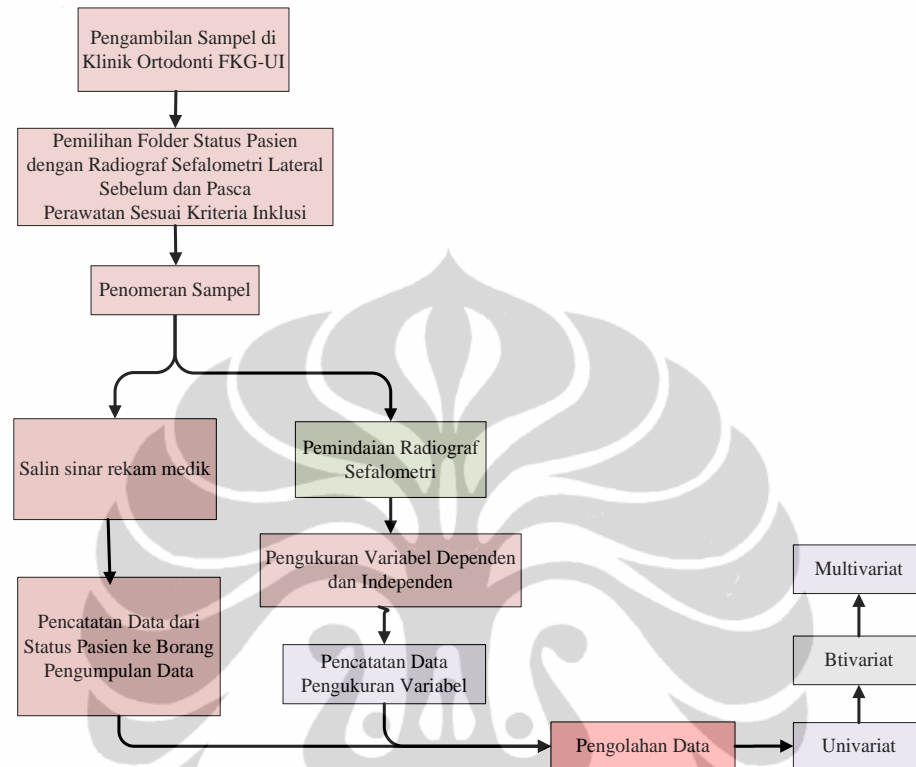 Pengambilan Sampel di
Klinik Ortodonti FKG-UI
Pemilihan Folder Status Pasien
dengan Radiograf Sefalometri Lateral
Sebelum dan Pasca
Perawatan Sesuai Kriteria Inklusi
Penomeran Sampel
Salin sinar rekam medik
Pemindaian Radiograf
Sefalometri
Pengukuran Variabel Dependen
dan Independen
Pencatatan Data dari
Status Pasien ke Borang
Pengumpulan Data
Pencatatan Data
Pengukuran Variabel
Multivariat
Btivariat
Pengolahan Data
Univariat